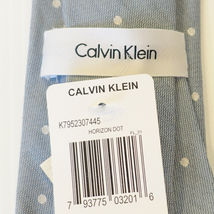 Calvin Klein
CALVIN KLEIN
K7952307445
HORIZON DOT
7 93775 03201 6